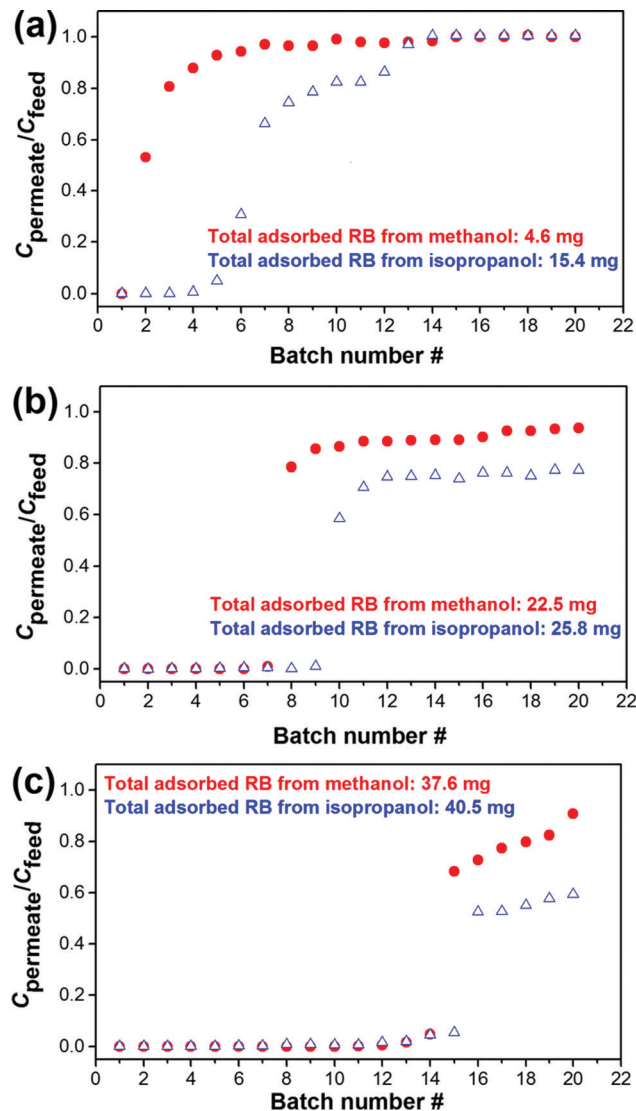 (a)
1.0
0.8
0.6
0.4
0.2
0.0
Cpermeate/Cfeed
Total adsorbed RB from methanol: 4.6 mg
Total adsorbed RB from isopropanol: 15.4 mg
0 2 4 6 8 10 12 14 16 18 20 22
Batch number #
(b)
1.0
0.8
0.6
0.4
0.2
0.0
Cpermeate/Cfeed
Total adsorbed RB from methanol: 22.5 mg
Total adsorbed RB from isopropanol: 25.8 mg
0 2 4 6 8 10 12 14 16 18 20 22
Batch number #
(c)
Total adsorbed RB from methanol: 37.6 mg
Total adsorbed RB from isopropanol: 40.5 mg
1.0
0.8
0.6
0.4
0.2
0.0
Cpermeate/Cfeed
0 2 4 6 8 10 12 14 16 18 20 22
Batch number #